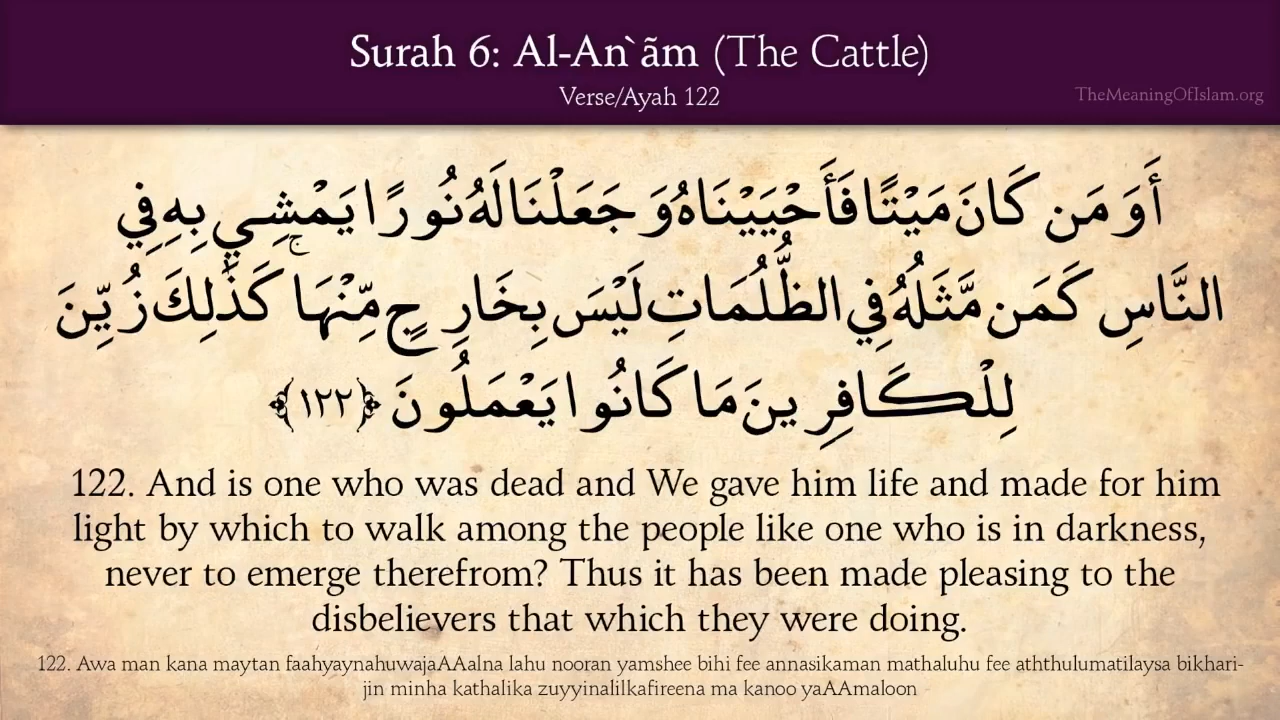 Surah 6: Al-An`ãm (The Cattle)
Verse/Ayah 122
TheMeaningOfIslam.org
أَوَمَن كَانَ مَيْتًا فَأَحْيَيْنَاهُ وَجَعَلْنَا لَهُ نُورًا يَمْشِي بِهِ فِي
النَّاسِ كَمَن مَّثَلُهُ فِي الظُّلُمَاتِ لَيْسَ بِخَارِجٍ مِّنْهَا ۚ كَذَٰلِكَ زُيِّنَ
لِلْكَافِرِينَ مَا كَانُوا يَعْمَلُونَ ﴿١٢٢﴾
122. And is one who was dead and We gave him life and made for him
light by which to walk among the people like one who is in darkness,
never to emerge therefrom? Thus it has been made pleasing to the
disbelievers that which they were doing.
122. Awa man kana maytan faahyaynahuwajaAAalna lahu nooran yamshee bihi fee annasikaman mathaluhu fee aththulumatilaysa bikhari-
jin minha kathalika zuyyinalilkafireena ma kanoo yaAAmaloon